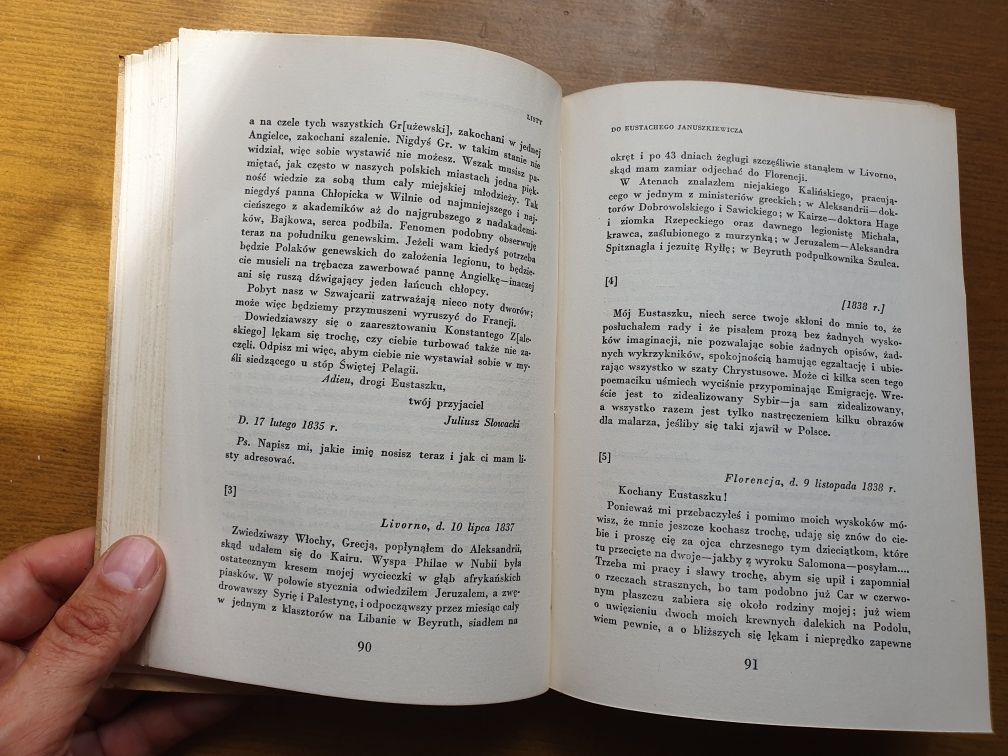 LISTY
a na czele tych wszystkich Gr[użewski], zakochani w jednej
Angielce, zakochani szalenie. Nigdyś Gr. w takim stanie nie
widział, więc sobie wystawić nie możesz. Wszak musisz pa-
miętać, jak często w naszych polskich miastach jedna pięk-
ność wiedzie za sobą tłum cały miejskiej młodzieży. Tak
niegdyś panna Chłopicka w Wilnie od najmniejszego i naj-
cieńszego z akademików aż do najgrubszego z nadakademi-
ków, Bajkowa, serca podbiła. Fenomen podobny obserwuję
teraz na południku genewskim. Jeżeli wam kiedyś potrzeba
będzie Polaków genewskich do założenia legionu, to będzie-
cie musieli na trębacza zawerbować pannę Angielkę—inaczej
ani się ruszą dźwigający jeden łańcuch chłopcy.
Pobyt nasz w Szwajcarii zatrważają nieco noty dworów;
może więc będziemy przymuszeni wyruszyć do Francji.
Dowiedziawszy się o zaaresztowaniu Konstantego Z[ale-
skiego] lękam się trochę, czy ciebie turbować także nie za-
częli. Odpisz mi więc, abym ciebie nie wystawiał sobie w my-
śli siedzącego u stóp Świętej Pelagii.
Adieu, drogi Eustaszku,
twój przyjaciel
Juliusz Słowacki
D. 17 lutego 1835 r.
Ps. Napisz mi, jakie imię nosisz teraz i jak ci mam li-
sty adresować.
[3]
Livorno, d. 10 lipca 1837
Zwiedziwszy Włochy, Grecją, popłynąłem do Aleksandrii,
skąd udałem się do Kairu. Wyspa Philae w Nubii była
ostatecznym kresem mojej wycieczki w głąb afrykańskich
piasków. W połowie stycznia odwiedziłem Jeruzalem, a zwę-
drowawszy Syrię i Palestynę, i odpocząwszy przez miesiąc cały
w jednym z klasztorów na Libanie w Beyruth, siadłem na
90
DO EUSTACHEGO JANUSZKIEWICZA
okręt i po 43 dniach żeglugi szczęśliwie stanąłem w Livorno,
skąd mam zamiar odjechać do Florencji.
W Atenach znalazłem niejakiego Kalińskiego, pracują-
cego w jednym z ministeriów greckich; w Aleksandrii—dok-
torów Dobrowolskiego i Sawickiego; w Kairze—doktora Hage
i ziomka Rzepeckiego oraz dawnego legionistę Michała,
krawca, zaślubionego z murzynką; w Jeruzalem—Aleksandra
Spitznagla i jezuitę Ryłłę; w Beyruth podpułkownika Szulca.
[4]
[1838 r.]
Mój Eustaszku, niech serce twoje skłoni do mnie to, że
posłuchałem rady i że pisałem prozą bez żadnych wysko-
ków imaginacji, nie pozwalając sobie żadnych opisów, żad-
nych wykrzykników, spokojnością hamując egzaltację i ubie-
rając wszystko w szaty Chrystusowe. Może ci kilka scen tego
poemaciku uśmiech wyciśnie przypominając Emigrację. Wre-
ście jest to zidealizowany Sybir—ja sam zidealizowany,
a wszystko razem jest tylko nastręczeniem kilku obrazów
dla malarza, jeśliby się taki zjawił w Polsce.
[5]
Florencja, d. 9 listopada 1838 r.
Kochany Eustaszku!
Ponieważ mi przebaczyłeś i pomimo moich wyskoków mó-
wisz, że mnie jeszcze kochasz trochę, udaję się znów do cie-
bie i proszę cię za ojca chrzesnego tym dzieciątkom, które
tu przecięte na dwoje—jakby z wyroku Salomona—posyłam....
Trzeba mi pracy i sławy trochę, abym się upił i zapomniał
o rzeczach strasznych, bo tam podobno już Car w czerwo-
nym płaszczu zabiera się około rodziny mojej; już wiem
o uwięzieniu dwoch moich krewnych dalekich na Podolu,
wiem pewnie, a o bliższych się lękam i nieprędko zapewne
91